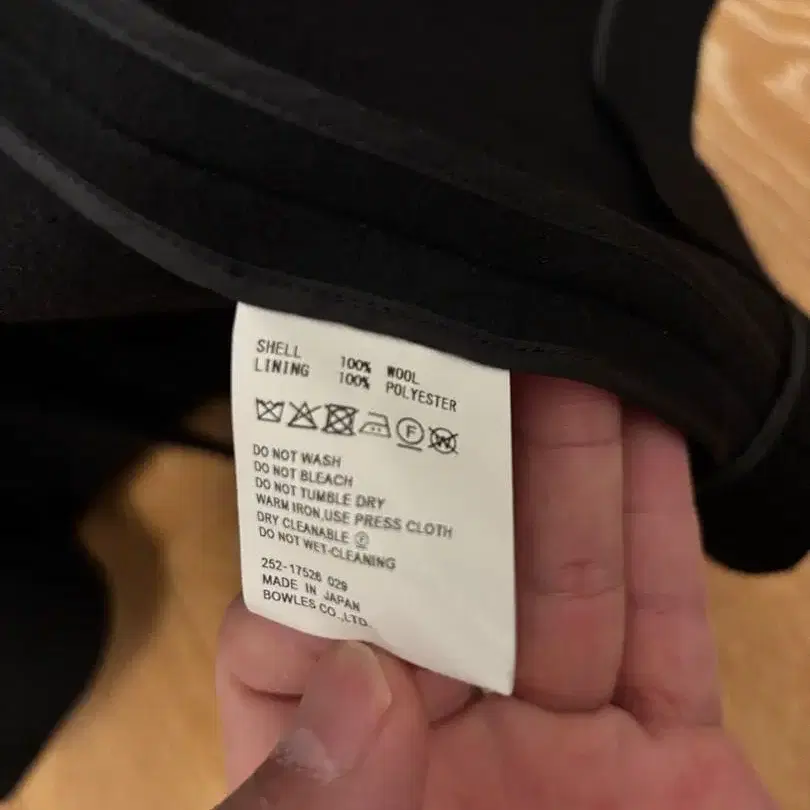 SHELL 100% WOOL
LINING 100% POLYESTER
F W
DO NOT WASH
DO NOT BLEACH
DO NOT TUMBLE DRY
WARM IRON,USE PRESS CLOTH
DRY CLEANABLE Ⓕ
DO NOT WET-CLEANING
252-17526 029
MADE IN JAPAN
BOWLES CO.,LTD.